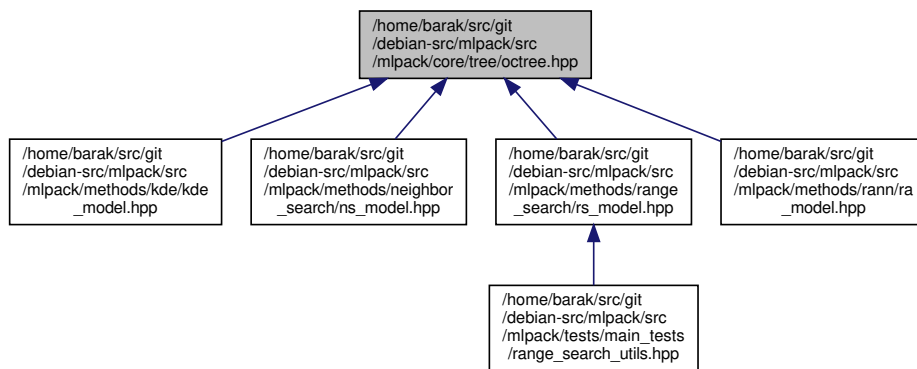 /home/barak/src/git
/debian-src/mlpack/src
/mlpack/core/tree/octree.hpp
/home/barak/src/git
/debian-src/mlpack/src
/mlpack/methods/kde/kde
_model.hpp
/home/barak/src/git
/debian-src/mlpack/src
/mlpack/methods/neighbor
_search/ns_model.hpp
/home/barak/src/git
/debian-src/mlpack/src
/mlpack/methods/range
_search/rs_model.hpp
/home/barak/src/git
/debian-src/mlpack/src
/mlpack/methods/rann/ra
_model.hpp
/home/barak/src/git
/debian-src/mlpack/src
/mlpack/tests/main_tests
/range_search_utils.hpp